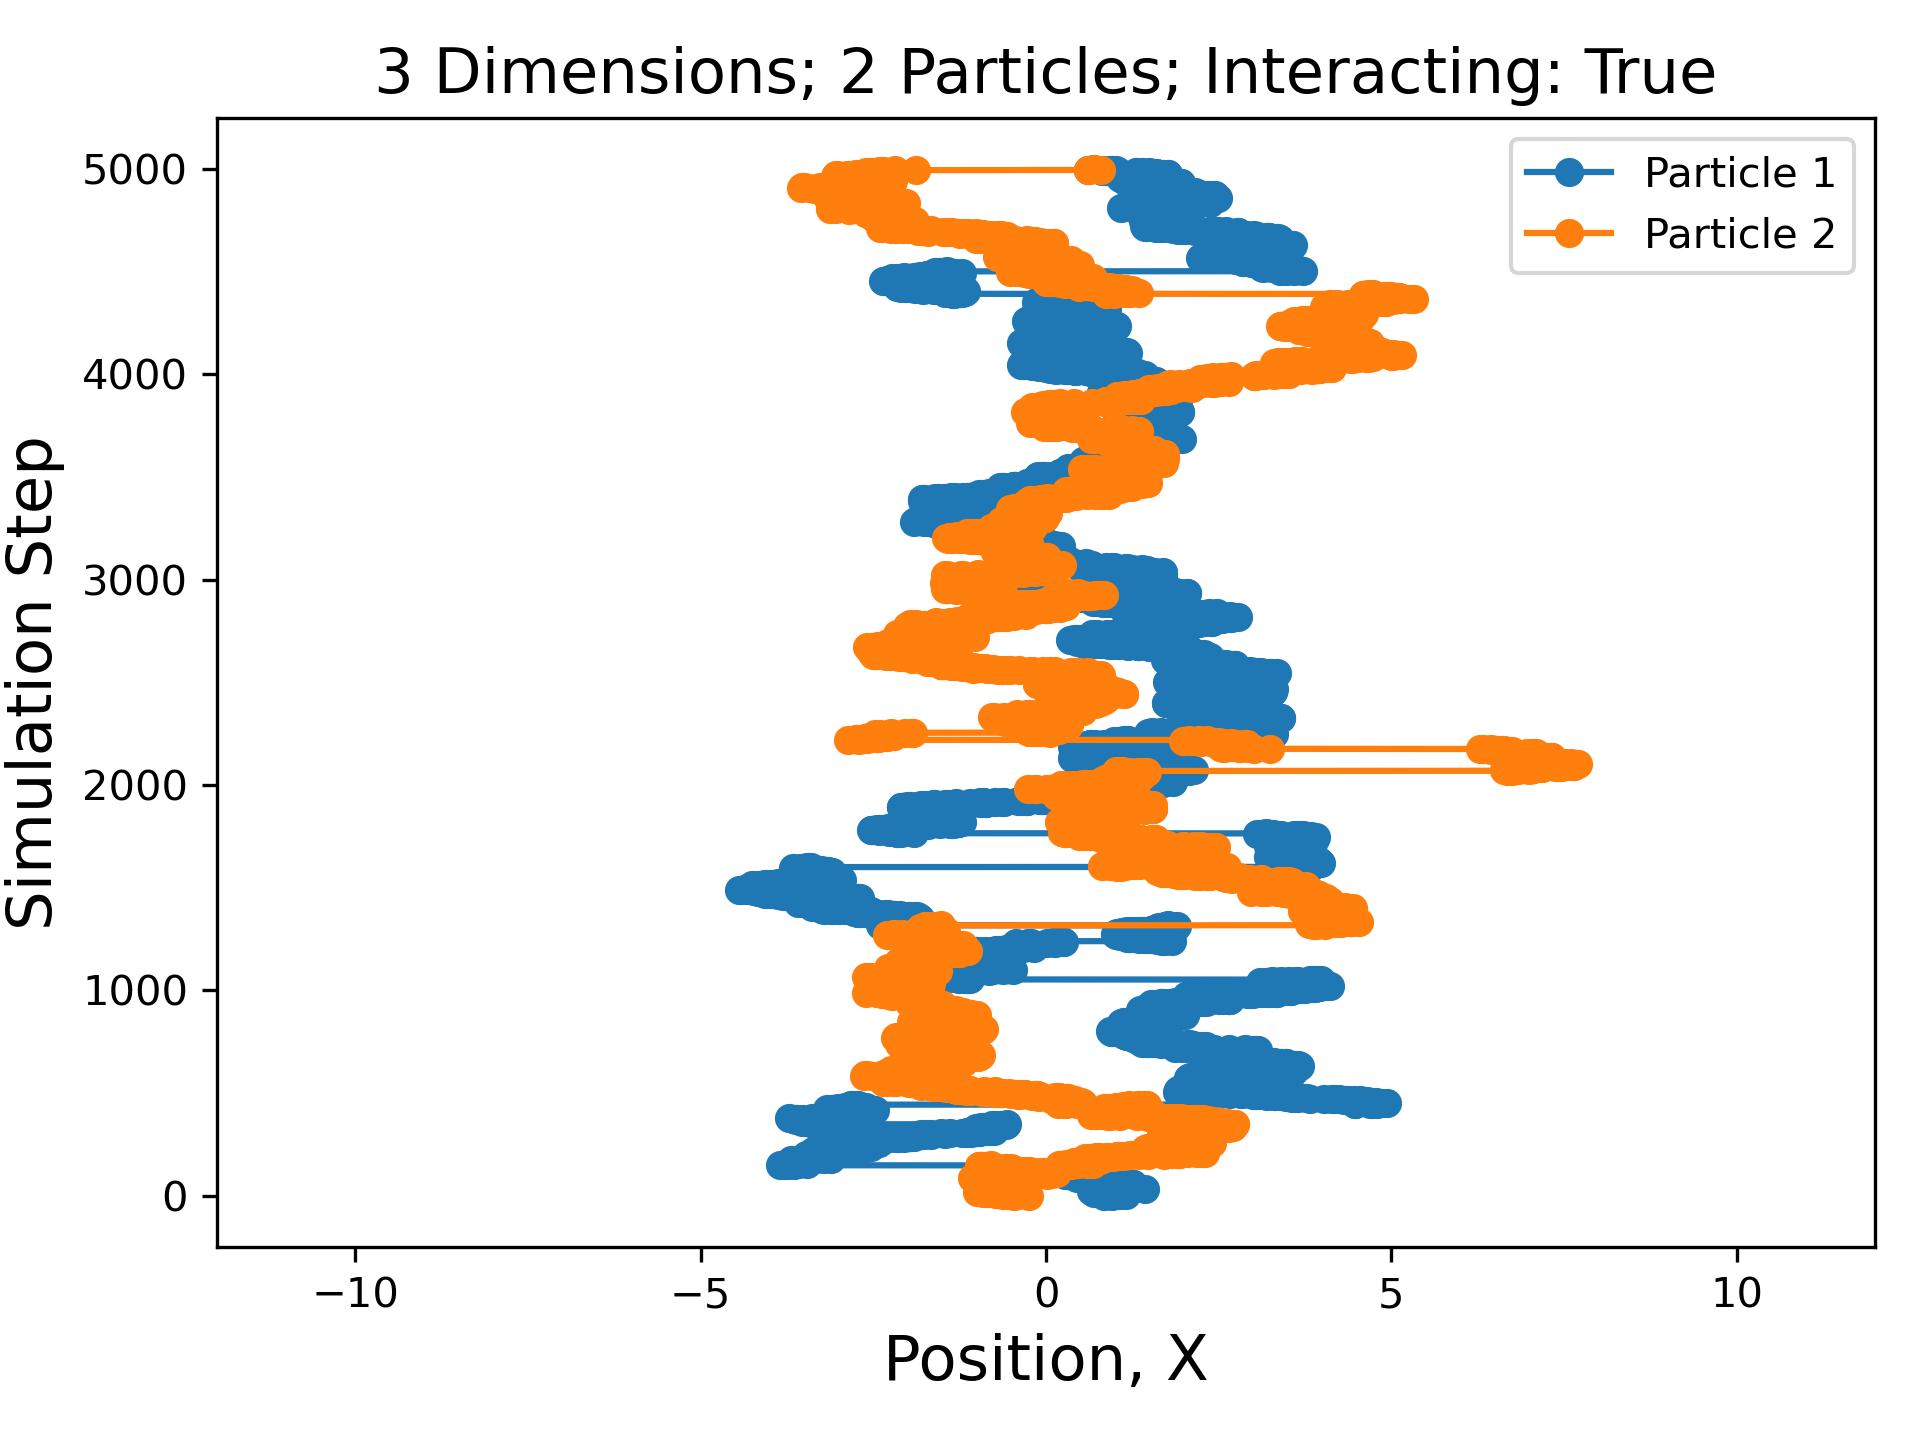 3 Dimensions; 2 Particles; Interacting: True
Particle 1
Particle 2
Simulation Step
5000
4000
3000
2000
1000
0
−10
−5
0
5
10
Position, X